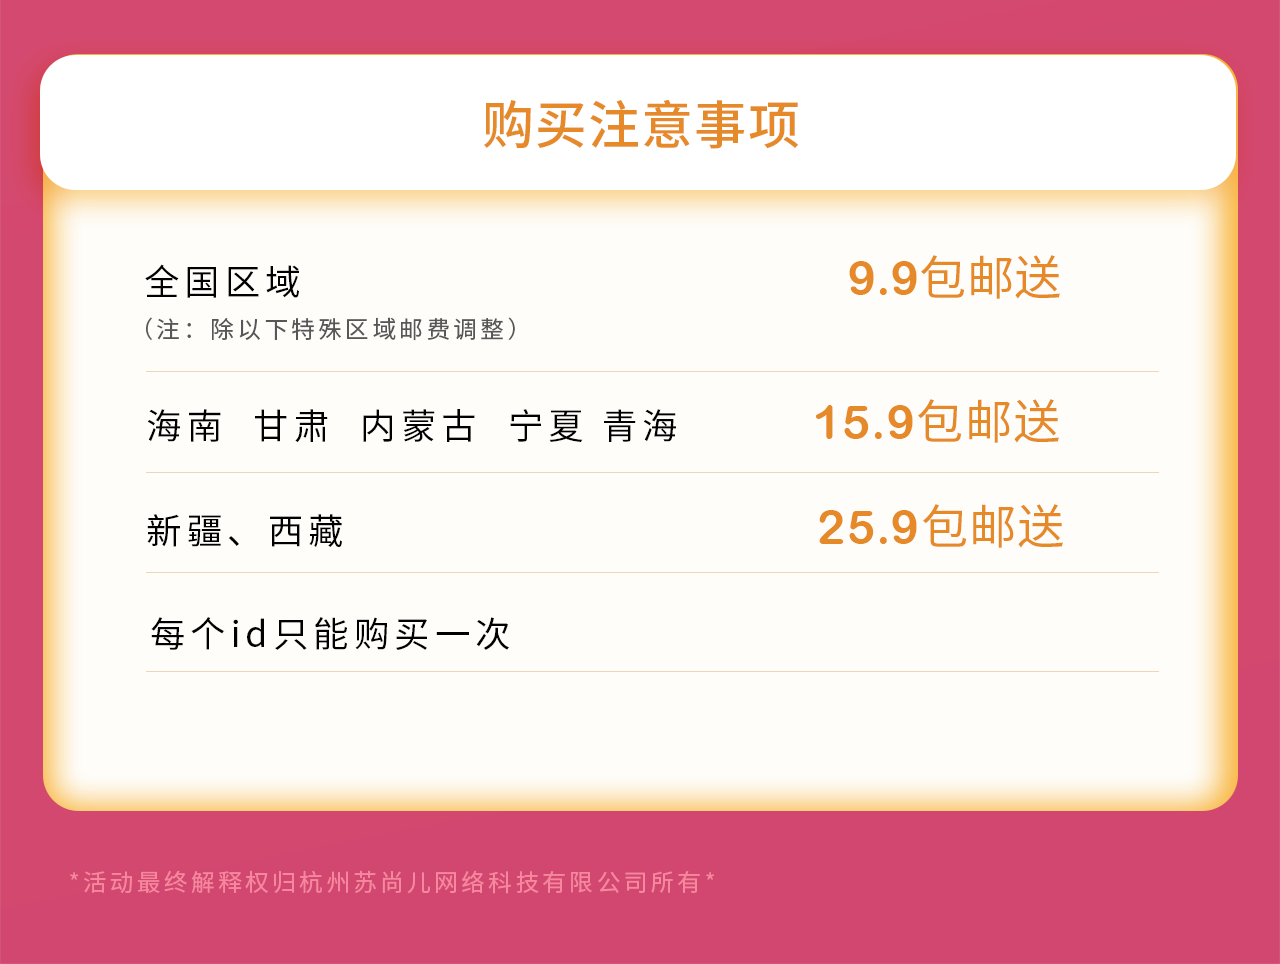 购买注意事项
全国区域 9.9包邮送
（注：除以下特殊区域邮费调整）
海南 甘肃 内蒙古 宁夏 青海 15.9包邮送
新疆、西藏 25.9包邮送
每个id只能购买一次
*活动最终解释权归杭州苏尚儿网络科技有限公司所有*